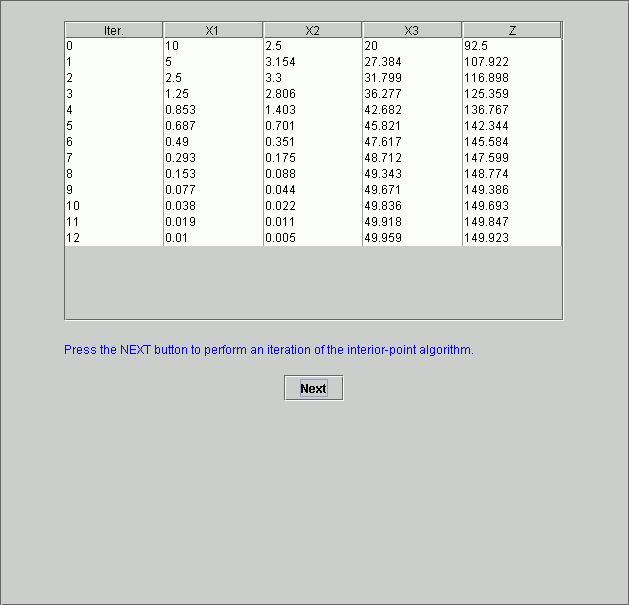 Iter. X1 X2 X3 Z
0 10 2.5 20 92.5
1 5 3.154 27.384 107.922
2 2.5 3.3 31.799 116.898
3 1.25 2.806 36.277 125.359
4 0.853 1.403 42.682 136.767
5 0.687 0.701 45.821 142.344
6 0.49 0.351 47.617 145.584
7 0.293 0.175 48.712 147.599
8 0.153 0.088 49.343 148.774
9 0.077 0.044 49.671 149.386
10 0.038 0.022 49.836 149.693
11 0.019 0.011 49.918 149.847
12 0.01 0.005 49.959 149.923
Press the NEXT button to perform an iteration of the interior-point algorithm.
Next